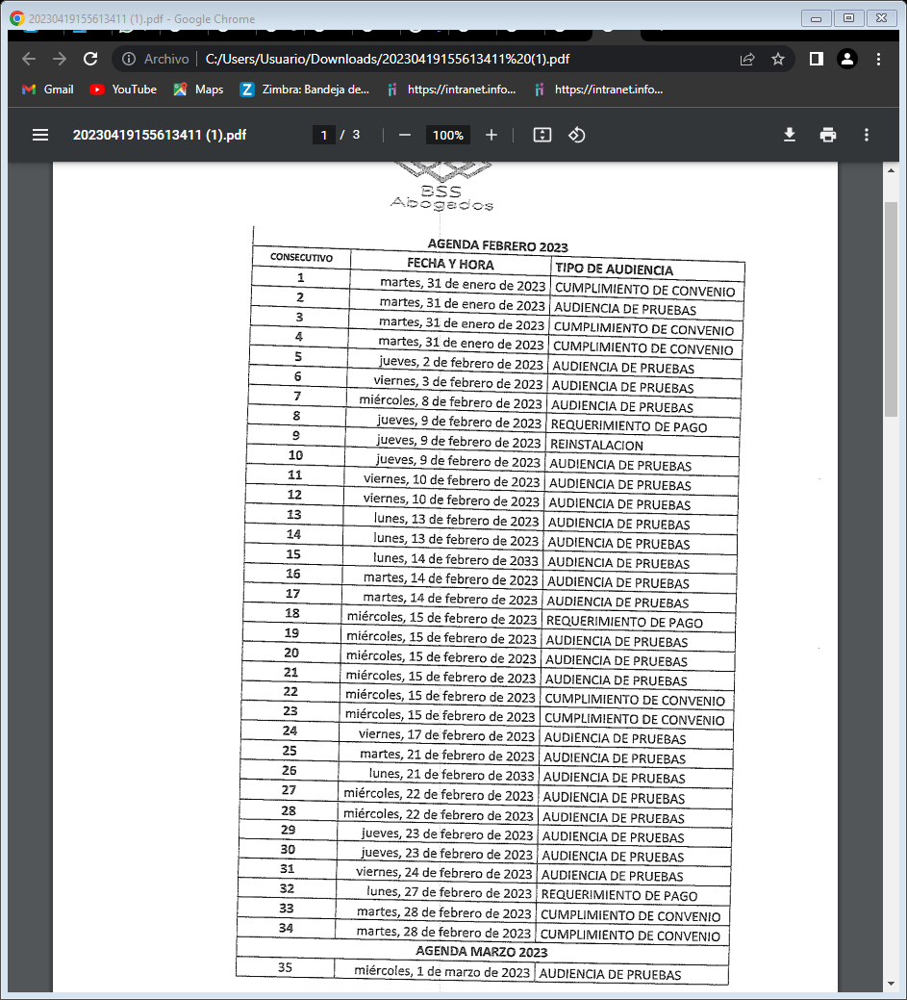 20230419155613411 (1).pdf - Google Chrome
Archivo C:/Users/Usuario/Downloads/20230419155613411%20(1).pdf
Gmail YouTube Maps Zimbra: Bandeja de... https://intranet.info... https://intranet.info...
20230419155613411 (1).pdf 1 / 3 100%
BSS
Abogados
AGENDA FEBRERO 2023
CONSECUTIVO FECHA Y HORA TIPO DE AUDIENCIA
1 martes, 31 de enero de 2023 CUMPLIMIENTO DE CONVENIO
2 martes, 31 de enero de 2023 AUDIENCIA DE PRUEBAS
3 martes, 31 de enero de 2023 CUMPLIMIENTO DE CONVENIO
4 martes, 31 de enero de 2023 CUMPLIMIENTO DE CONVENIO
5 jueves, 2 de febrero de 2023 AUDIENCIA DE PRUEBAS
6 viernes, 3 de febrero de 2023 AUDIENCIA DE PRUEBAS
7 miércoles, 8 de febrero de 2023 AUDIENCIA DE PRUEBAS
8 jueves, 9 de febrero de 2023 REQUERIMIENTO DE PAGO
9 jueves, 9 de febrero de 2023 REINSTALACION
10 jueves, 9 de febrero de 2023 AUDIENCIA DE PRUEBAS
11 viernes, 10 de febrero de 2023 AUDIENCIA DE PRUEBAS
12 viernes, 10 de febrero de 2023 AUDIENCIA DE PRUEBAS
13 lunes, 13 de febrero de 2023 AUDIENCIA DE PRUEBAS
14 lunes, 13 de febrero de 2023 AUDIENCIA DE PRUEBAS
15 lunes, 14 de febrero de 2033 AUDIENCIA DE PRUEBAS
16 martes, 14 de febrero de 2023 AUDIENCIA DE PRUEBAS
17 martes, 14 de febrero de 2023 AUDIENCIA DE PRUEBAS
18 miércoles, 15 de febrero de 2023 REQUERIMIENTO DE PAGO
19 miércoles, 15 de febrero de 2023 AUDIENCIA DE PRUEBAS
20 miércoles, 15 de febrero de 2023 AUDIENCIA DE PRUEBAS
21 miércoles, 15 de febrero de 2023 AUDIENCIA DE PRUEBAS
22 miércoles, 15 de febrero de 2023 CUMPLIMIENTO DE CONVENIO
23 miércoles, 15 de febrero de 2023 CUMPLIMIENTO DE CONVENIO
24 viernes, 17 de febrero de 2023 AUDIENCIA DE PRUEBAS
25 martes, 21 de febrero de 2023 AUDIENCIA DE PRUEBAS
26 lunes, 21 de febrero de 2033 AUDIENCIA DE PRUEBAS
27 miércoles, 22 de febrero de 2023 AUDIENCIA DE PRUEBAS
28 miércoles, 22 de febrero de 2023 AUDIENCIA DE PRUEBAS
29 jueves, 23 de febrero de 2023 AUDIENCIA DE PRUEBAS
30 jueves, 23 de febrero de 2023 AUDIENCIA DE PRUEBAS
31 viernes, 24 de febrero de 2023 AUDIENCIA DE PRUEBAS
32 lunes, 27 de febrero de 2023 REQUERIMIENTO DE PAGO
33 martes, 28 de febrero de 2023 CUMPLIMIENTO DE CONVENIO
34 martes, 28 de febrero de 2023 CUMPLIMIENTO DE CONVENIO
AGENDA MARZO 2023
35 miércoles, 1 de marzo de 2023 AUDIENCIA DE PRUEBAS